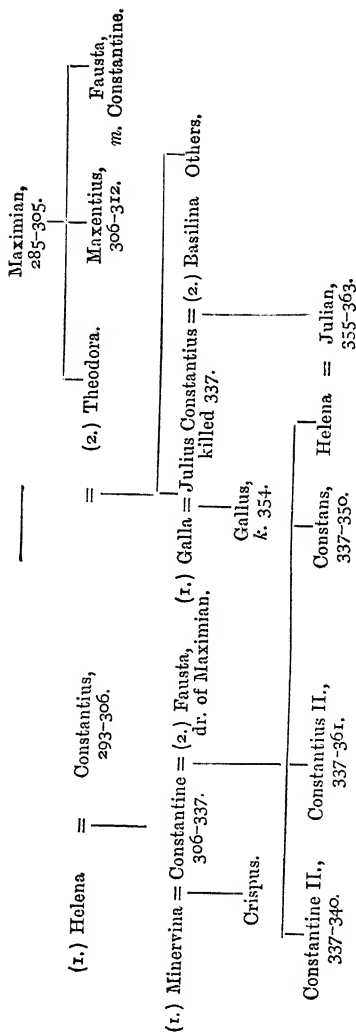 Maximian,
285-305.
(2.) Theodora.
Maxentius,
306-312.
Fausta,
m. Constantine.
(1.) Helena = Constantius, =
293-306.
(1.) Minervina = Constantine = (2.) Fausta,
306-337.
dr. of Maximian.
(1.) Galla = Julius Constantius = (2.) Basilina
killed 337.
Others.
Crispus.
Gallus,
k. 354.
Constantine II.,
337-340.
Constantius II.,
337-361.
Constans,
337-350.
Helena = Julian,
355-363.